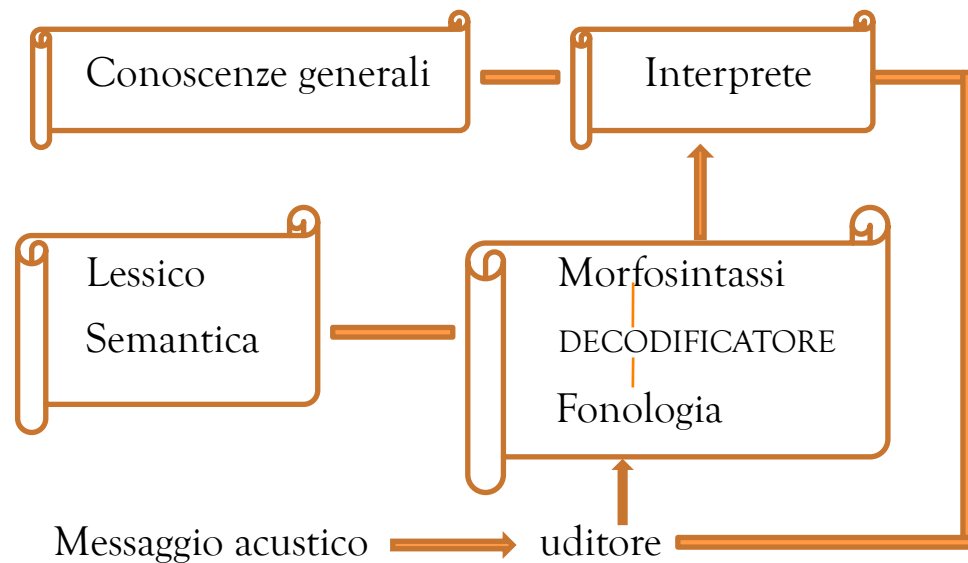 Conoscenze generali
Interprete
Lessico
Semantica
Morfosintassi
DECODIFICATORE
Fonologia
Messaggio acustico
uditore